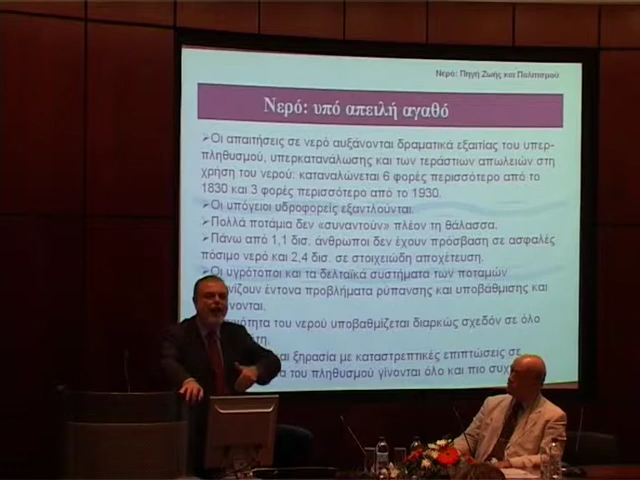 Νερό: Πηγή Ζωής και Πολιτισμού
Νερό: υπό απειλή αγαθό
➢Οι απαιτήσεις σε νερό αυξάνονται δραματικά εξαιτίας του υπερ-
πληθυσμού, υπερκατανάλωσης και των τεράστιων απωλειών στη
χρήση του νερού: καταναλώνεται 6 φορές περισσότερο από το
1830 και 3 φορές περισσότερο από το 1930.
➢Οι υπόγειοι υδροφορείς εξαντλούνται.
➢Πολλά ποτάμια δεν «συναντούν» πλέον τη θάλασσα.
➢Πάνω από 1,1 δισ. άνθρωποι δεν έχουν πρόσβαση σε ασφαλές
πόσιμο νερό και 2,4 δισ. σε στοιχειώδη αποχέτευση.
➢Οι υγρότοποι και τα δελταϊκά συστήματα των ποταμών
έντονα προβλήματα ρύπανσης και υποβάθμισης και
του νερού υποβαθμίζεται διαρκώς σχεδόν σε όλο
και ξηρασία με καταστρεπτικές επιπτώσεις σε
του πληθυσμού γίνονται όλο και πιο